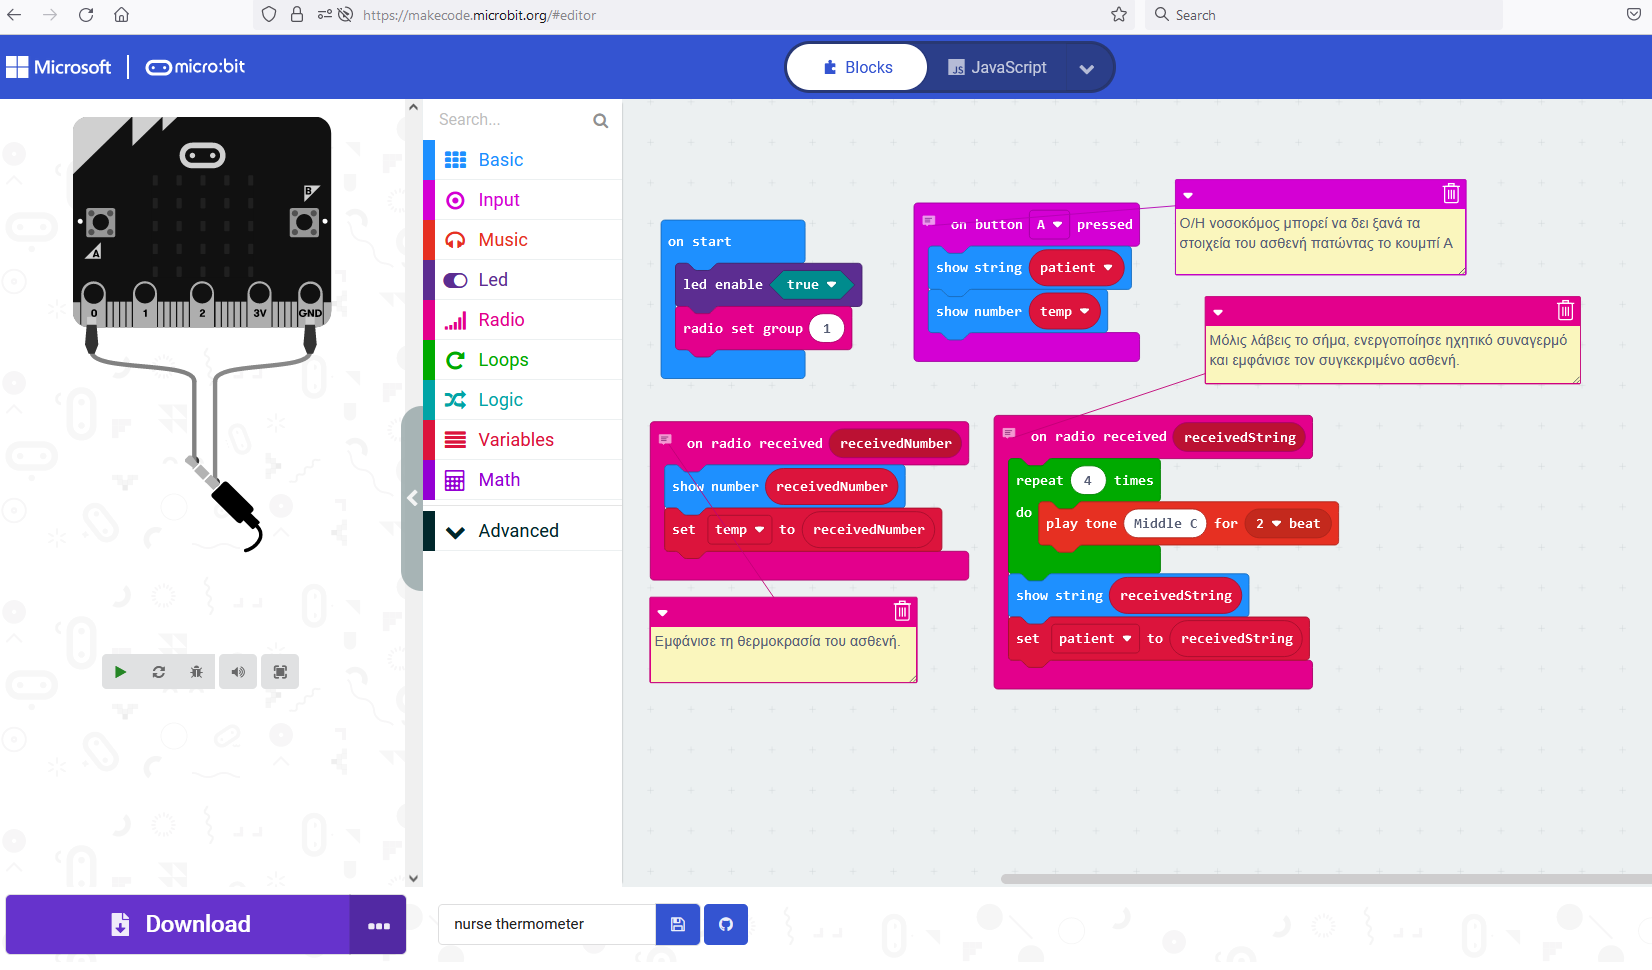 https://makecode.microbit.org/#editor
Search
Microsoft
micro:bit
Blocks
JS
JavaScript
Search...
Basic
Input
Music
Led
Radio
Loops
Logic
Variables
Math
Advanced
B
A
0 1 2 3V GND
on start
led enable true
radio set group 1
on button A pressed
show string patient
show number temp
Ο/Η νοσοκόμος μπορεί να δει ξανά τα
στοιχεία του ασθενή πατώντας το κουμπί Α
Μόλις λάβεις το σήμα, ενεργοποίησε ηχητικό συναγερμό
και εμφάνισε τον συγκεκριμένο ασθενή.
on radio received receivedNumber
show number receivedNumber
set temp to receivedNumber
Εμφάνισε τη θερμοκρασία του ασθενή.
on radio received receivedString
repeat 4 times
do
play tone Middle C for 2 beat
show string receivedString
set patient to receivedString
Download
nurse thermometer